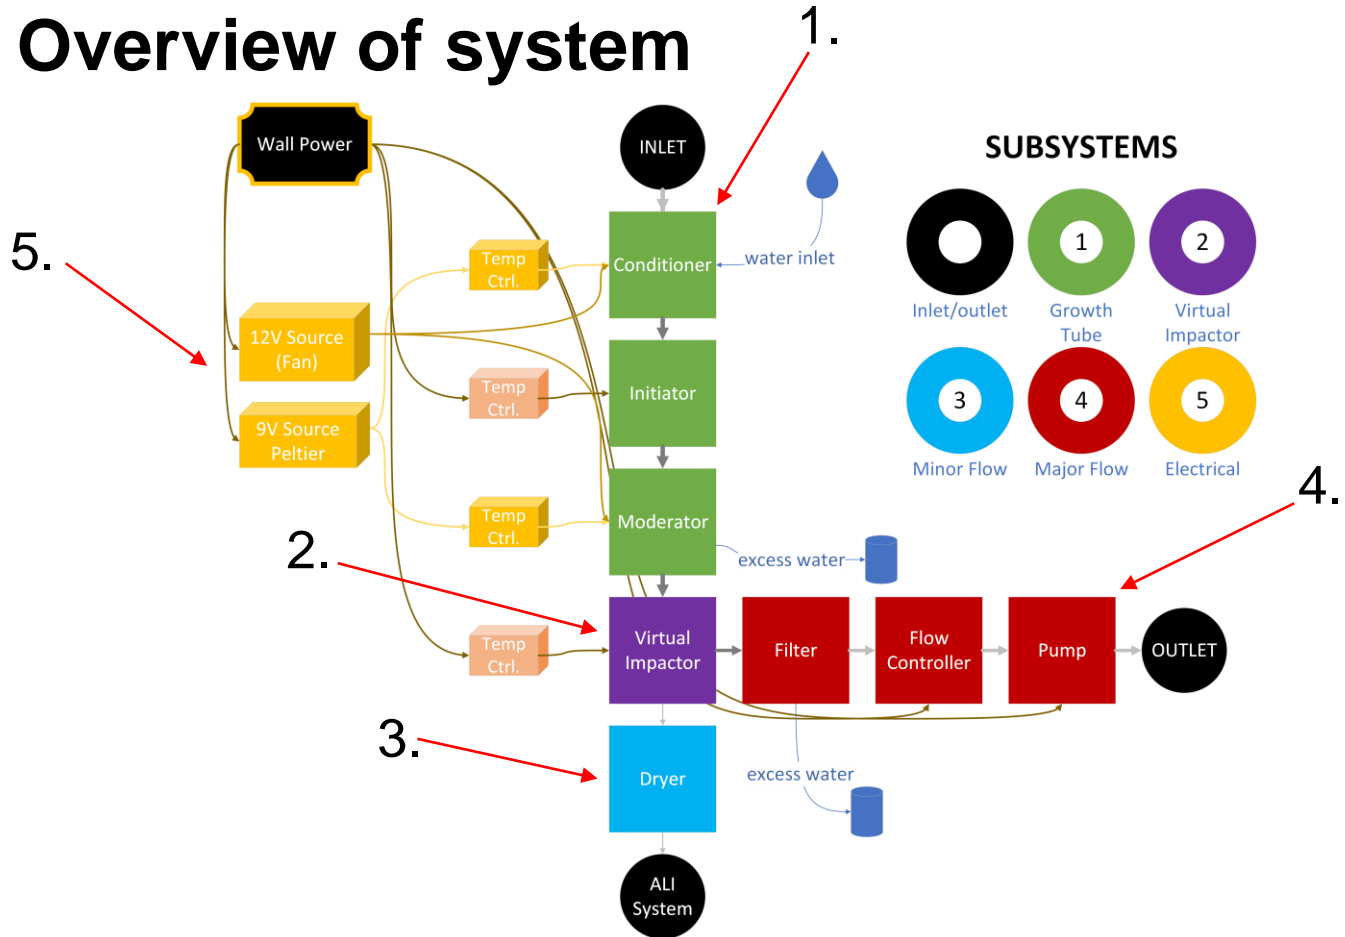 Overview of system
1.
Wall Power
INLET
SUBSYSTEMS
5.
Temp
Ctrl.
Conditioner
water inlet
1
2
Inlet/outlet
Growth
Tube
Virtual
Impactor
12V Source
(Fan)
Temp
Ctrl.
Initiator
9V Source
Peltier
3
4
5
Minor Flow
Major Flow
Electrical
4.
Temp
Ctrl.
Moderator
2.
excess water
Temp
Ctrl.
Virtual
Impactor
Filter
Flow
Controller
Pump
OUTLET
3.
Dryer
excess water
ALI
System